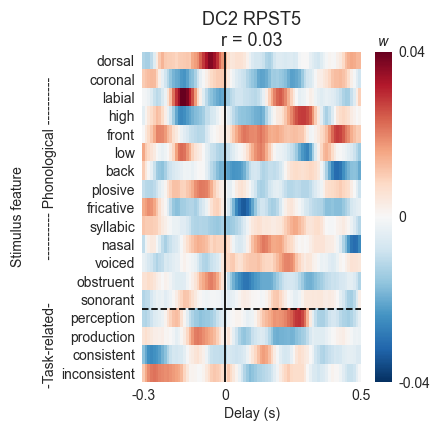 DC2 RPST5
r = 0.03
w
Stimulus feature
-Task-related- ---------- Phonological ----------
dorsal
coronal
labial
high
front
low
back
plosive
fricative
syllabic
nasal
voiced
obstruent
sonorant
perception
production
consistent
inconsistent
0.04
0
-0.04
-0.3 0 0.5
Delay (s)